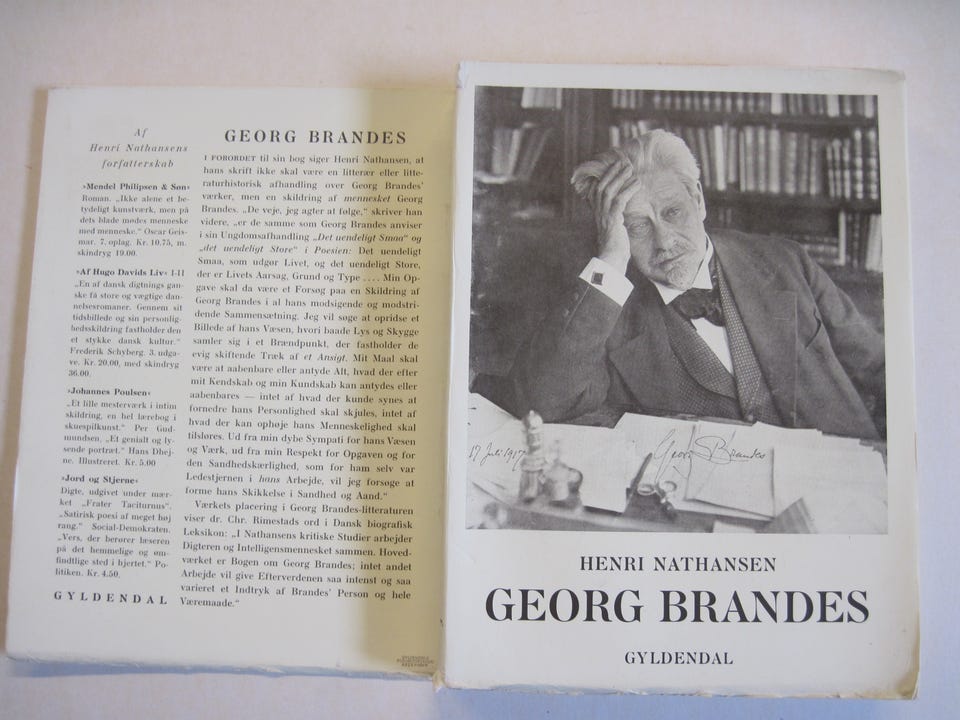 Af
Henri Nathansens
forfatterskab
›Mendel Philipsen & Søn‹
Roman. „Ikke alene et be-
tydeligt kunstværk, men på
dets blade mødes menneske
med menneske.“ Oscar Geis-
mar. 7. oplag. Kr. 10.75, m.
skindryg 19.00.
›Af Hugo Davids Liv‹ I-II
„En af dansk digtnings gan-
ske få store og vægtige dan-
nelsesromaner. Gennem sit
tidsbillede og sin personlig-
hedsskildring fastholder den
et stykke dansk kultur.“
Frederik Schyberg. 3. udga-
ve. Kr. 20.00, med skindryg
36.00.
›Johannes Poulsen‹
„Et lille mesterværk i intim
skildring, en hel lærebog i
skuespilkunst.“ Per Gud-
mundsen. „Et genialt og ly-
sende portræt.“ Hans Dhej-
ne. Illustreret. Kr. 5.00
›Jord og Stjerne‹
Digte, udgivet under mær-
ket „Frater Taciturnus“.
„Satirisk poesi af meget høj
rang.“ Social-Demokraten.
„Vers, der berører læseren
på det hemmelige og øm-
findtlige sted i hjertet.“ Po-
litiken. Kr. 4.50.
GYLDENDAL
GEORG BRANDES
I FORORDET til sin bog siger Henri Nathansen, at
hans skrift ikke skal være en litterær eller litte-
raturhistorisk afhandling over Georg Brandes’
værker, men en skildring af mennesket Georg
Brandes. „De veje, jeg agter at følge,“ skriver han
videre, „er de samme som Georg Brandes anviser
i sin Ungdomsafhandling „Det uendeligt Smaa“ og
„det uendeligt Store“ i Poesien: Det uendeligt
Smaa, som udgør Livet, og det uendeligt Store,
der er Livets Aarsag, Grund og Type .... Min Op-
gave skal da være et Forsøg paa en Skildring af
Georg Brandes i al hans modsigende og modstri-
dende Sammensætning. Jeg vil søge at opridse et
Billede af hans Væsen, hvori baade Lys og Skygge
samler sig i et Brændpunkt, der fastholder de
evig skiftende Træk af et Ansigt. Mit Maal skal
være at aabenbare eller antyde Alt, hvad der efter
mit Kendskab og min Kundskab kan antydes eller
aabenbares — intet af hvad der kunde synes at
fornedre hans Personlighed skal skjules, intet af
hvad der kan ophøje hans Menneskelighed skal
tilsløres. Ud fra min dybe Sympati for hans Væsen
og Værk, ud fra min Respekt for Opgaven og for
den Sandhedskærlighed, som for ham selv var
Ledestjernen i hans Arbejde, vil jeg forsøge at
forme hans Skikkelse i Sandhed og Aand.“
Værkets placering i Georg Brandes-litteraturen
viser dr. Chr. Rimestads ord i Dansk biografisk
Leksikon: „I Nathansens kritiske Studier arbejder
Digteren og Intelligensmennesket sammen. Hoved-
værket er Bogen om Georg Brandes; intet andet
Arbejde vil give Efterverdenen saa intenst og saa
varieret et Indtryk af Brandes’ Person og hele
Væremaade.“
17 Juli 1917
Georg Brandes
HENRI NATHANSEN
GEORG BRANDES
GYLDENDAL